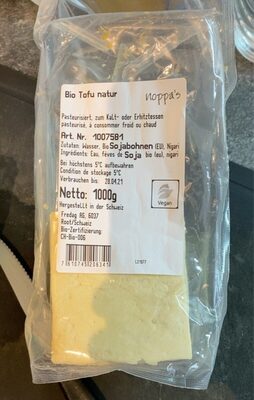 Bio Tofu natur
noppa's
Pasteurisiert, zum Kalt- oder Erhitztessen
pasteurisé, à consommer froid ou chaud
Art. Nr. 1007581
Zutaten: Wasser, Bio Sojabohnen (EU), Nigari
Ingrédients: Eau, fèves de Soja bio (eu), nigari
Bei höchstens 5°C aufbewahren
Condition de stockage 5°C
Verbrauchen bis: 28.04.21
Netto: 1000g
Hergestellt in der Schweiz
Vegan
Fredag AG, 6037
Root/Schweiz
Bio-Zertifizierung:
CH-Bio-006